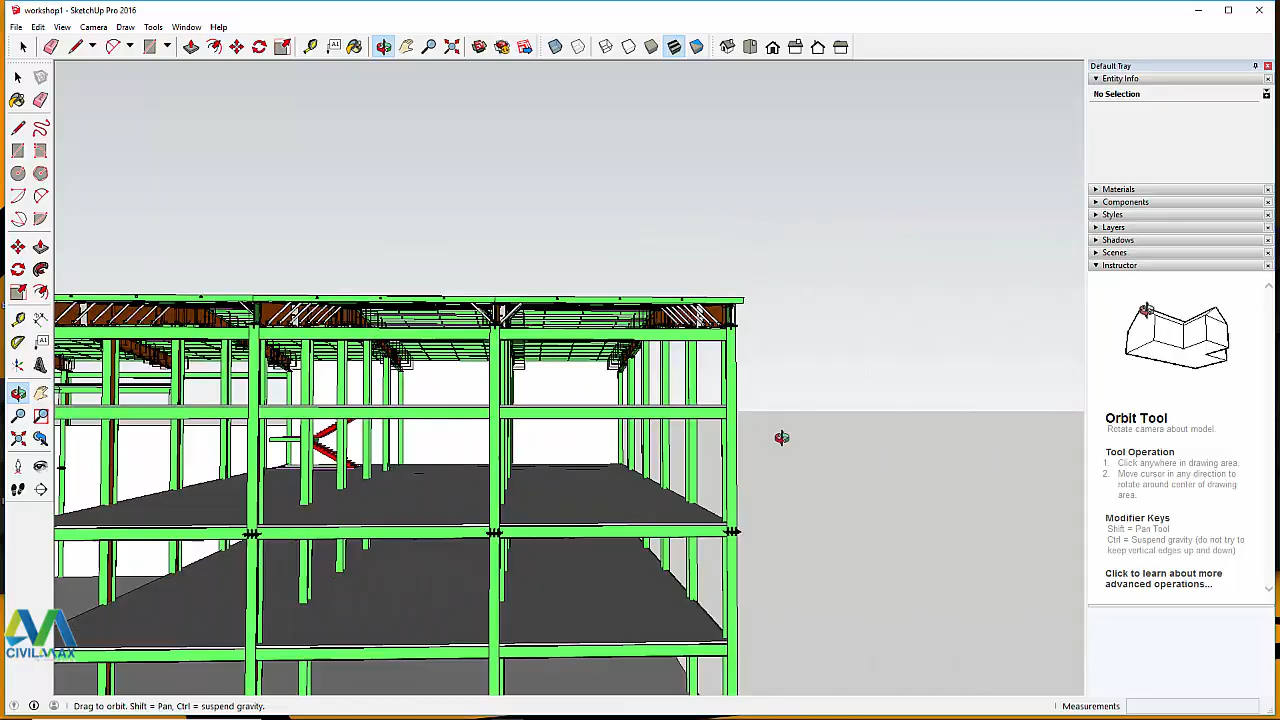 workshop1 - SketchUp Pro 2016
File Edit View Camera Draw Tools Window Help
Default Tray
Entity Info
No Selection
Materials
Components
Styles
Layers
Shadows
Scenes
Instructor
Orbit Tool
Rotate camera about model.
Tool Operation
1. Click anywhere in drawing area.
2. Move cursor in any direction to
rotate around center of drawing
area.
Modifier Keys
Shift = Pan Tool
Ctrl = Suspend gravity (do not try to
keep vertical edges up and down)
Click to learn about more
advanced operations...
CIVILMAX
Drag to orbit. Shift = Pan, Ctrl = suspend gravity.
Measurements